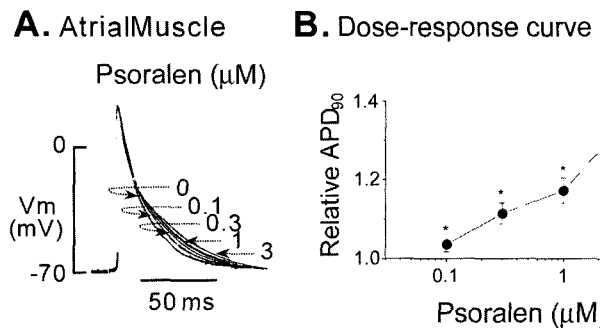 A. AtrialMuscle
Psoralen (μM)
0
Vm
(mV)
-70
0
0.1
0.3
1
3
50 ms
B. Dose-response curve
Relative APD90
1.4
1.2
1.0
*
*
*
0.1
1
Psoralen (μM